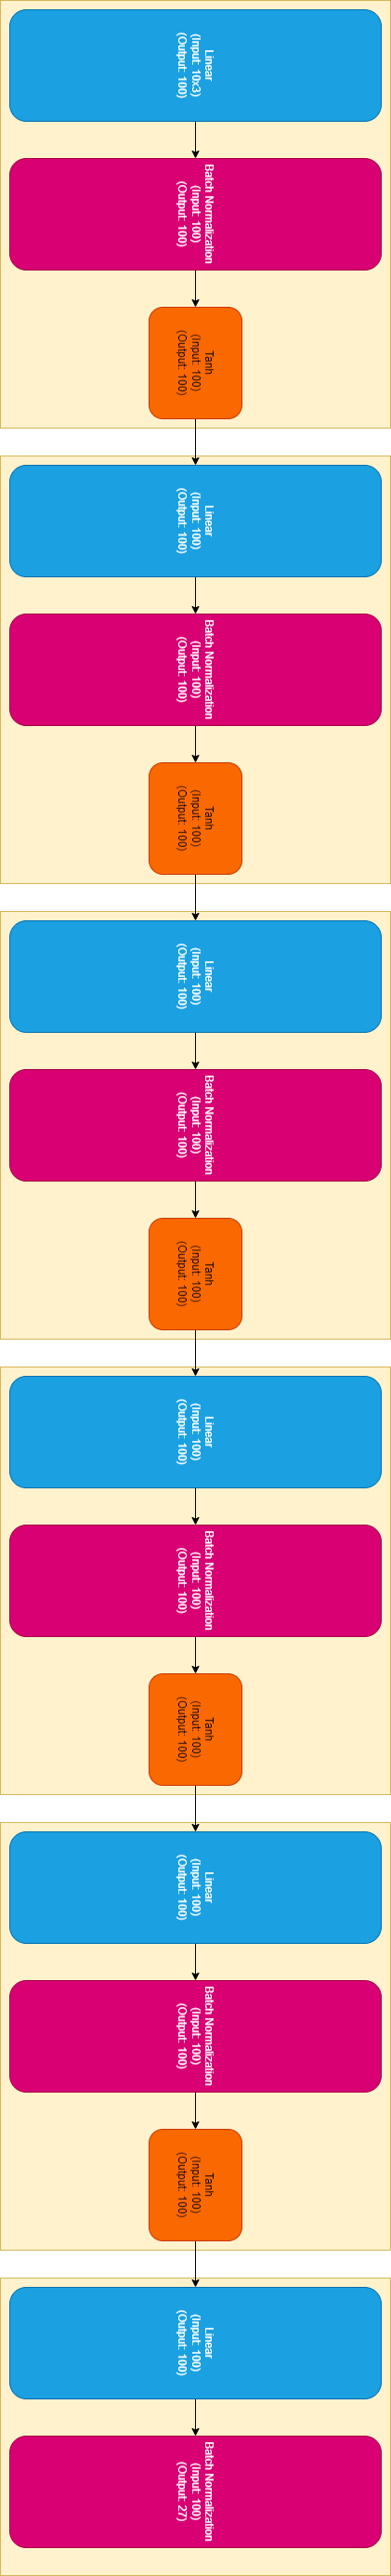 Linear
(Input: 10x3)
(Output: 100)
Batch Normalization
(Input: 100)
(Output: 100)
Tanh
(Input: 100)
(Output: 100)
Linear
(Input: 100)
(Output: 100)
Batch Normalization
(Input: 100)
(Output: 100)
Tanh
(Input: 100)
(Output: 100)
Linear
(Input: 100)
(Output: 100)
Batch Normalization
(Input: 100)
(Output: 100)
Tanh
(Input: 100)
(Output: 100)
Linear
(Input: 100)
(Output: 100)
Batch Normalization
(Input: 100)
(Output: 100)
Tanh
(Input: 100)
(Output: 100)
Linear
(Input: 100)
(Output: 100)
Batch Normalization
(Input: 100)
(Output: 100)
Tanh
(Input: 100)
(Output: 100)
Linear
(Input: 100)
(Output: 100)
Batch Normalization
(Input: 100)
(Output: 27)